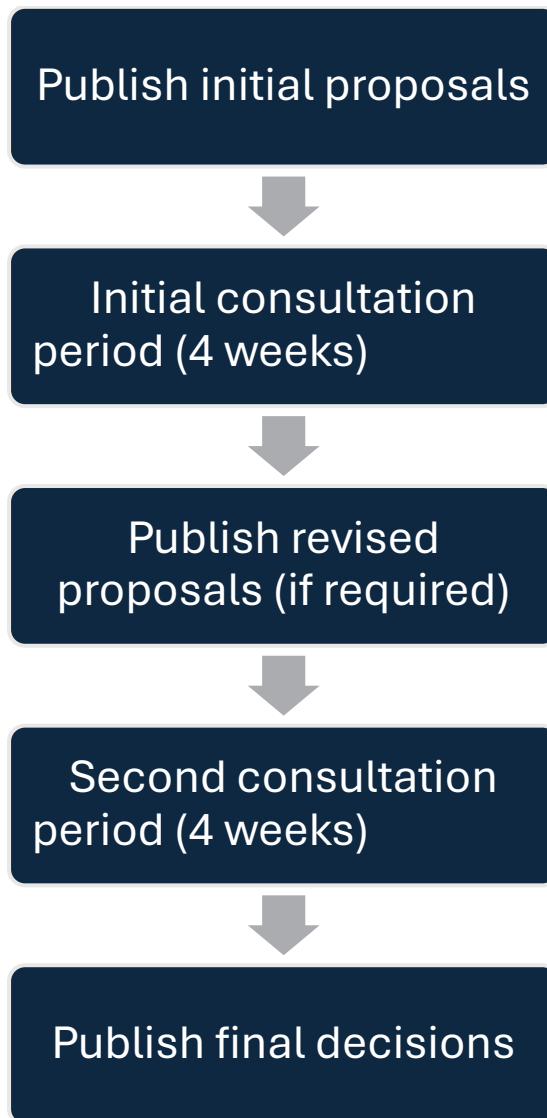 Publish initial proposals
Initial consultation
period (4 weeks)
Publish revised
proposals (if required)
Second consultation
period (4 weeks)
Publish final decisions